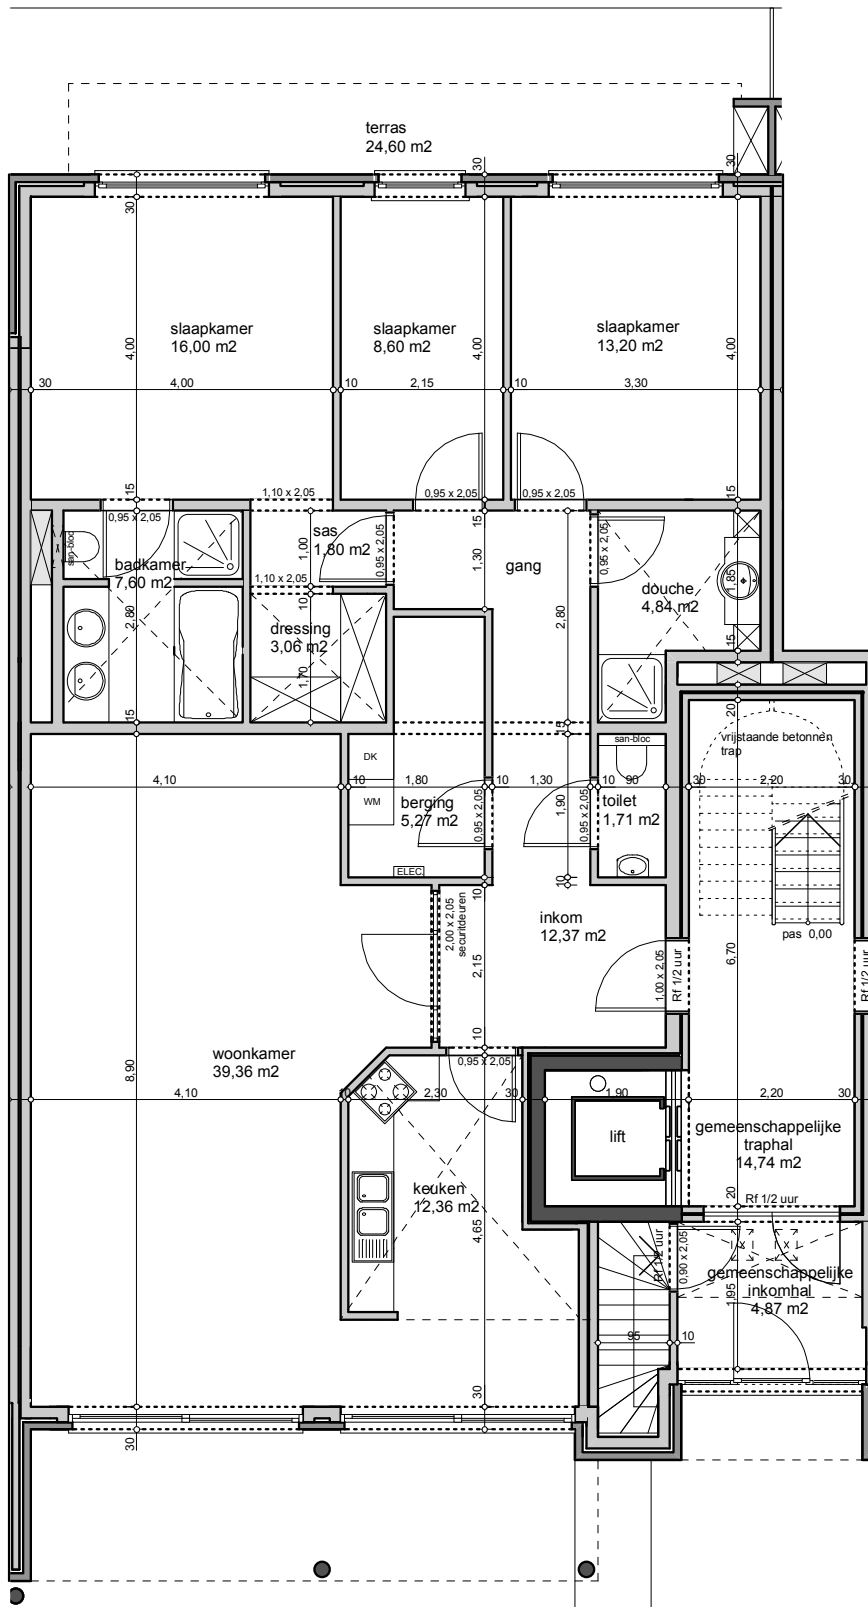 terras
24,60 m2
30
30
30
slaapkamer
16,00 m2
slaapkamer
8,60 m2
slaapkamer
13,20 m2
4,00
4,00
4,00
30
4,00
10
2,15
10
3,30
15
1,10 x 2,05
0,95 x 2,05
0,95 x 2,05
15
0,95 x 2,05
san-bloc
badkamer
7,60 m2
2,80
15
1,00
sas
1,80 m2
0,95 x 2,05
1,10 x 2,05
10
dressing
3,06 m2
1,70
15
1,30
gang
2,80
0,95 x 2,05
douche
4,84 m2
1,85
15
15
san-bloc
20
vrijstaande betonnen
trap
4,10
10
1,80
10
1,30
10
90
30
2,20
30
DK
WM
berging
5,27 m2
0,95 x 2,05
1,90
0,95 x 2,05
toilet
1,71 m2
ELEC.
10
10
2,00 x 2,05
securitdeuren
2,15
inkom
12,37 m2
1,00 x 2,05
Rf 1/2 uur
6,70
pas 0,00
Rf 1/2 uur
10
0,95 x 2,05
8,90
woonkamer
39,36 m2
4,10
10
2,30
30
1,90
2,20
30
lift
gemeenschappelijke
traphal
14,74 m2
keuken
12,36 m2
4,65
20
Rf 1/2 uur
Rf 1/2 uur
0,90 x 2,05
gemeenschappelijke
inkomhal
4,87 m2
1,95
95
10
30
30